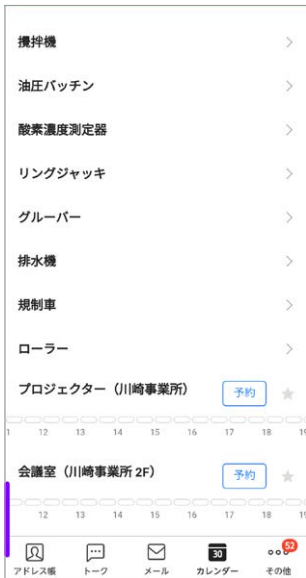 攪拌機
油圧バッチン
酸素濃度測定器
リングジャッキ
グルーバー
排水機
規制車
ローラー
プロジェクター（川崎事業所） 予約
1 12 13 14 15 16 17 18 19
会議室（川崎事業所 2F） 予約
12 13 14 15 16 17 18 19
30 52
アドレス帳 トーク メール カレンダー その他